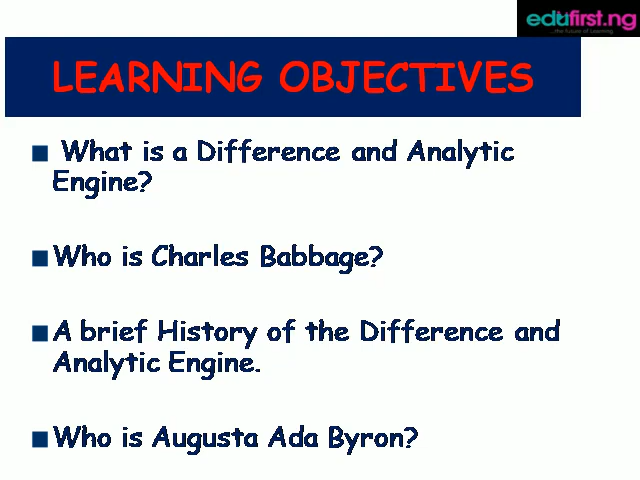 edufirst.ng
...the future of Learning
LEARNING OBJECTIVES
What is a Difference and Analytic
Engine?
Who is Charles Babbage?
A brief History of the Difference and
Analytic Engine.
Who is Augusta Ada Byron?